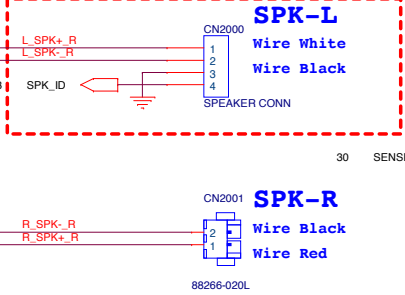 SPK-L
CN2000
L_SPK+_R
L_SPK-_R
1
2
3
4
Wire White
Wire Black
SPK_ID
SPEAKER CONN
30 SENS
CN2001
SPK-R
R_SPK-_R
R_SPK+_R
2
1
Wire Black
Wire Red
88266-020L